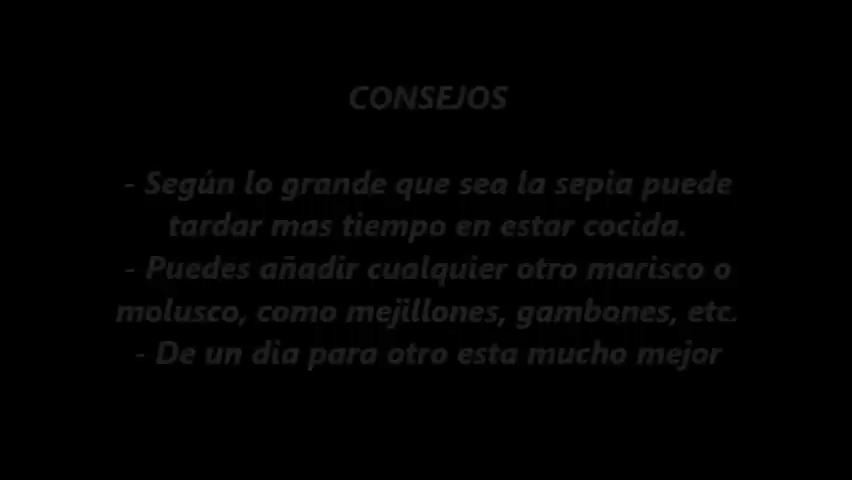 CONSEJOS
- Según lo grande que sea la sepia puede
tardar mas tiempo en estar cocida.
- Puedes añadir cualquier otro marisco o
molusco, como mejillones, gambones, etc.
- De un dia para otro esta mucho mejor